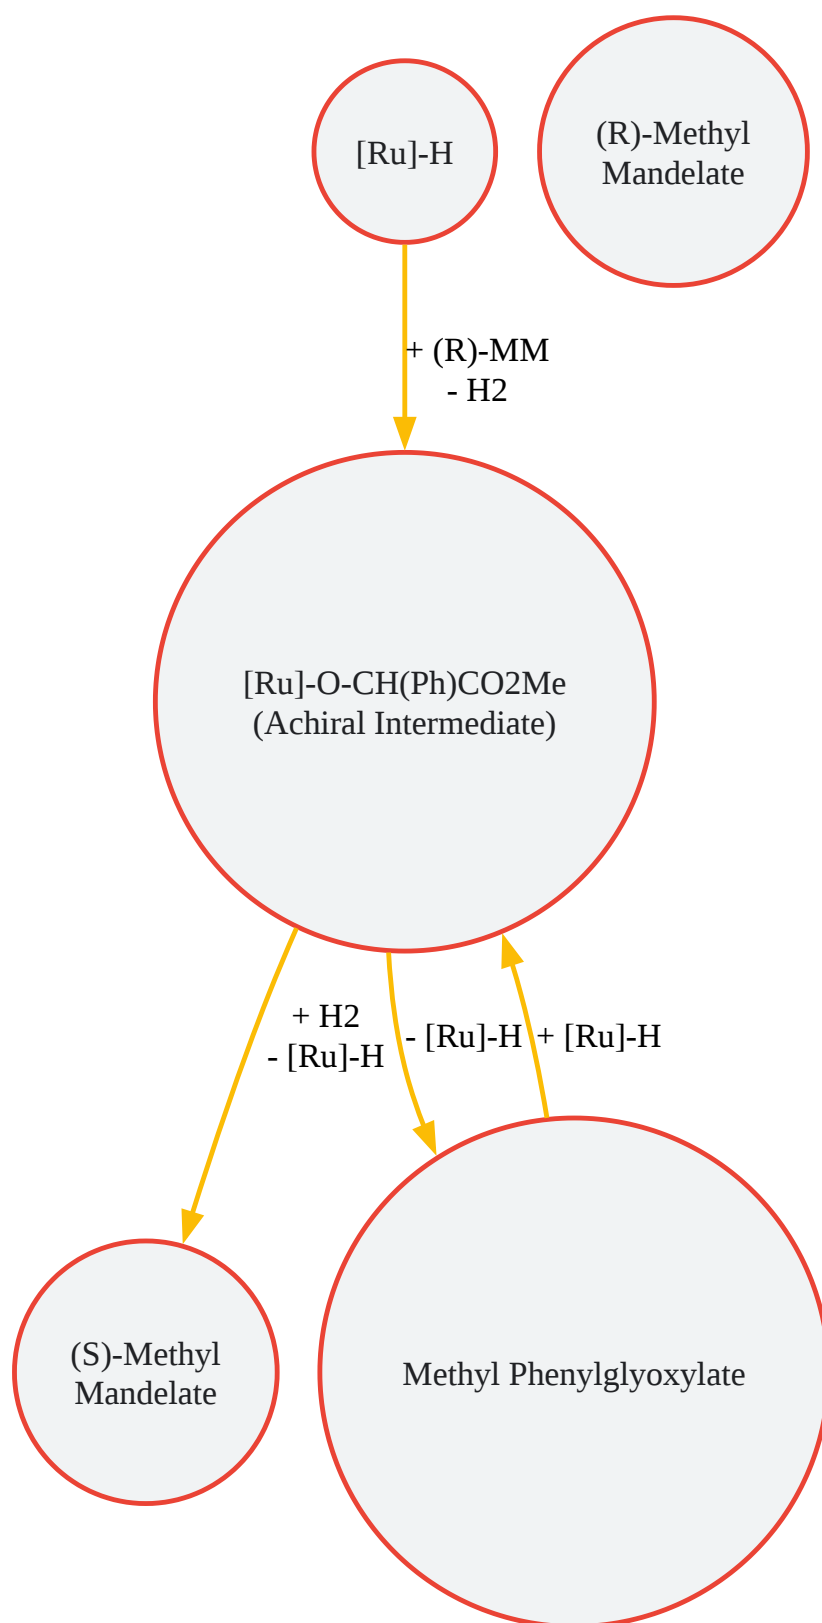 [Ru]-H
(R)-Methyl
Mandelate
+ (R)-MM
- H2
[Ru]-O-CH(Ph)CO2Me
(Achiral Intermediate)
+ H2
- [Ru]-H
- [Ru]-H
+ [Ru]-H
(S)-Methyl
Mandelate
Methyl Phenylglyoxylate